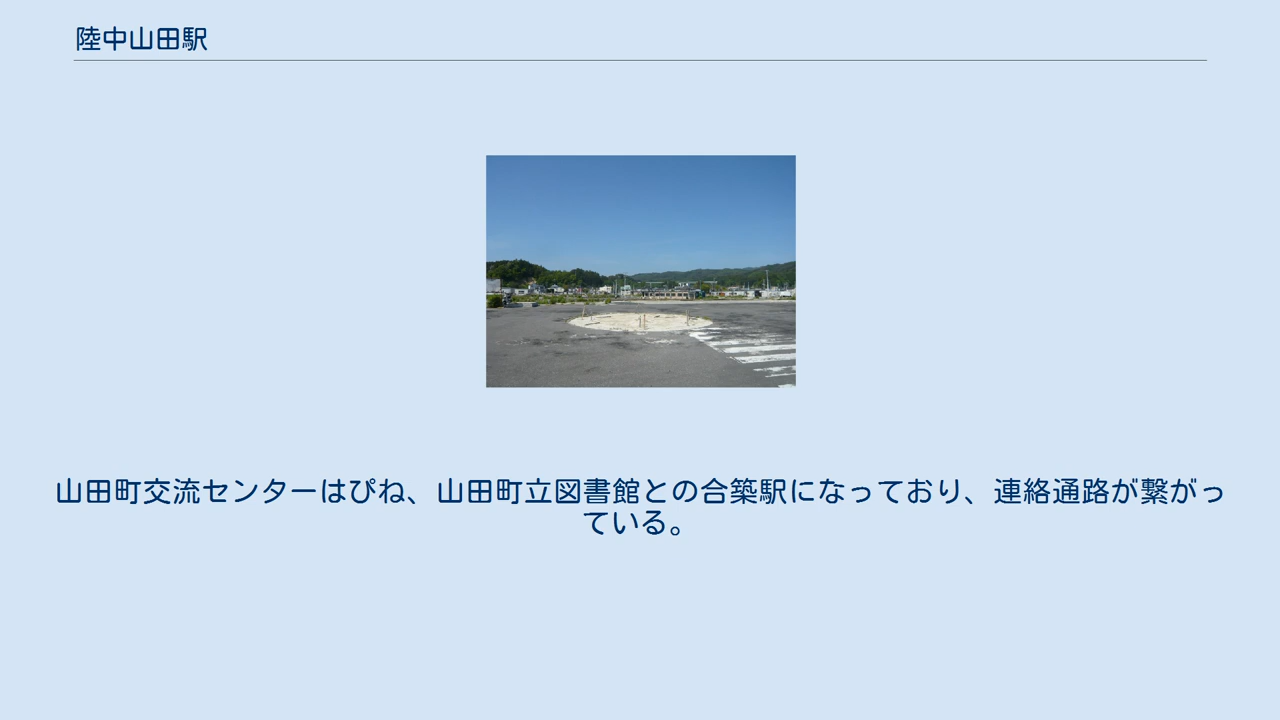 陸中山田駅
山田町交流センターはぴね、山田町立図書館との合築駅になっており、連絡通路が繋がっ
ている。